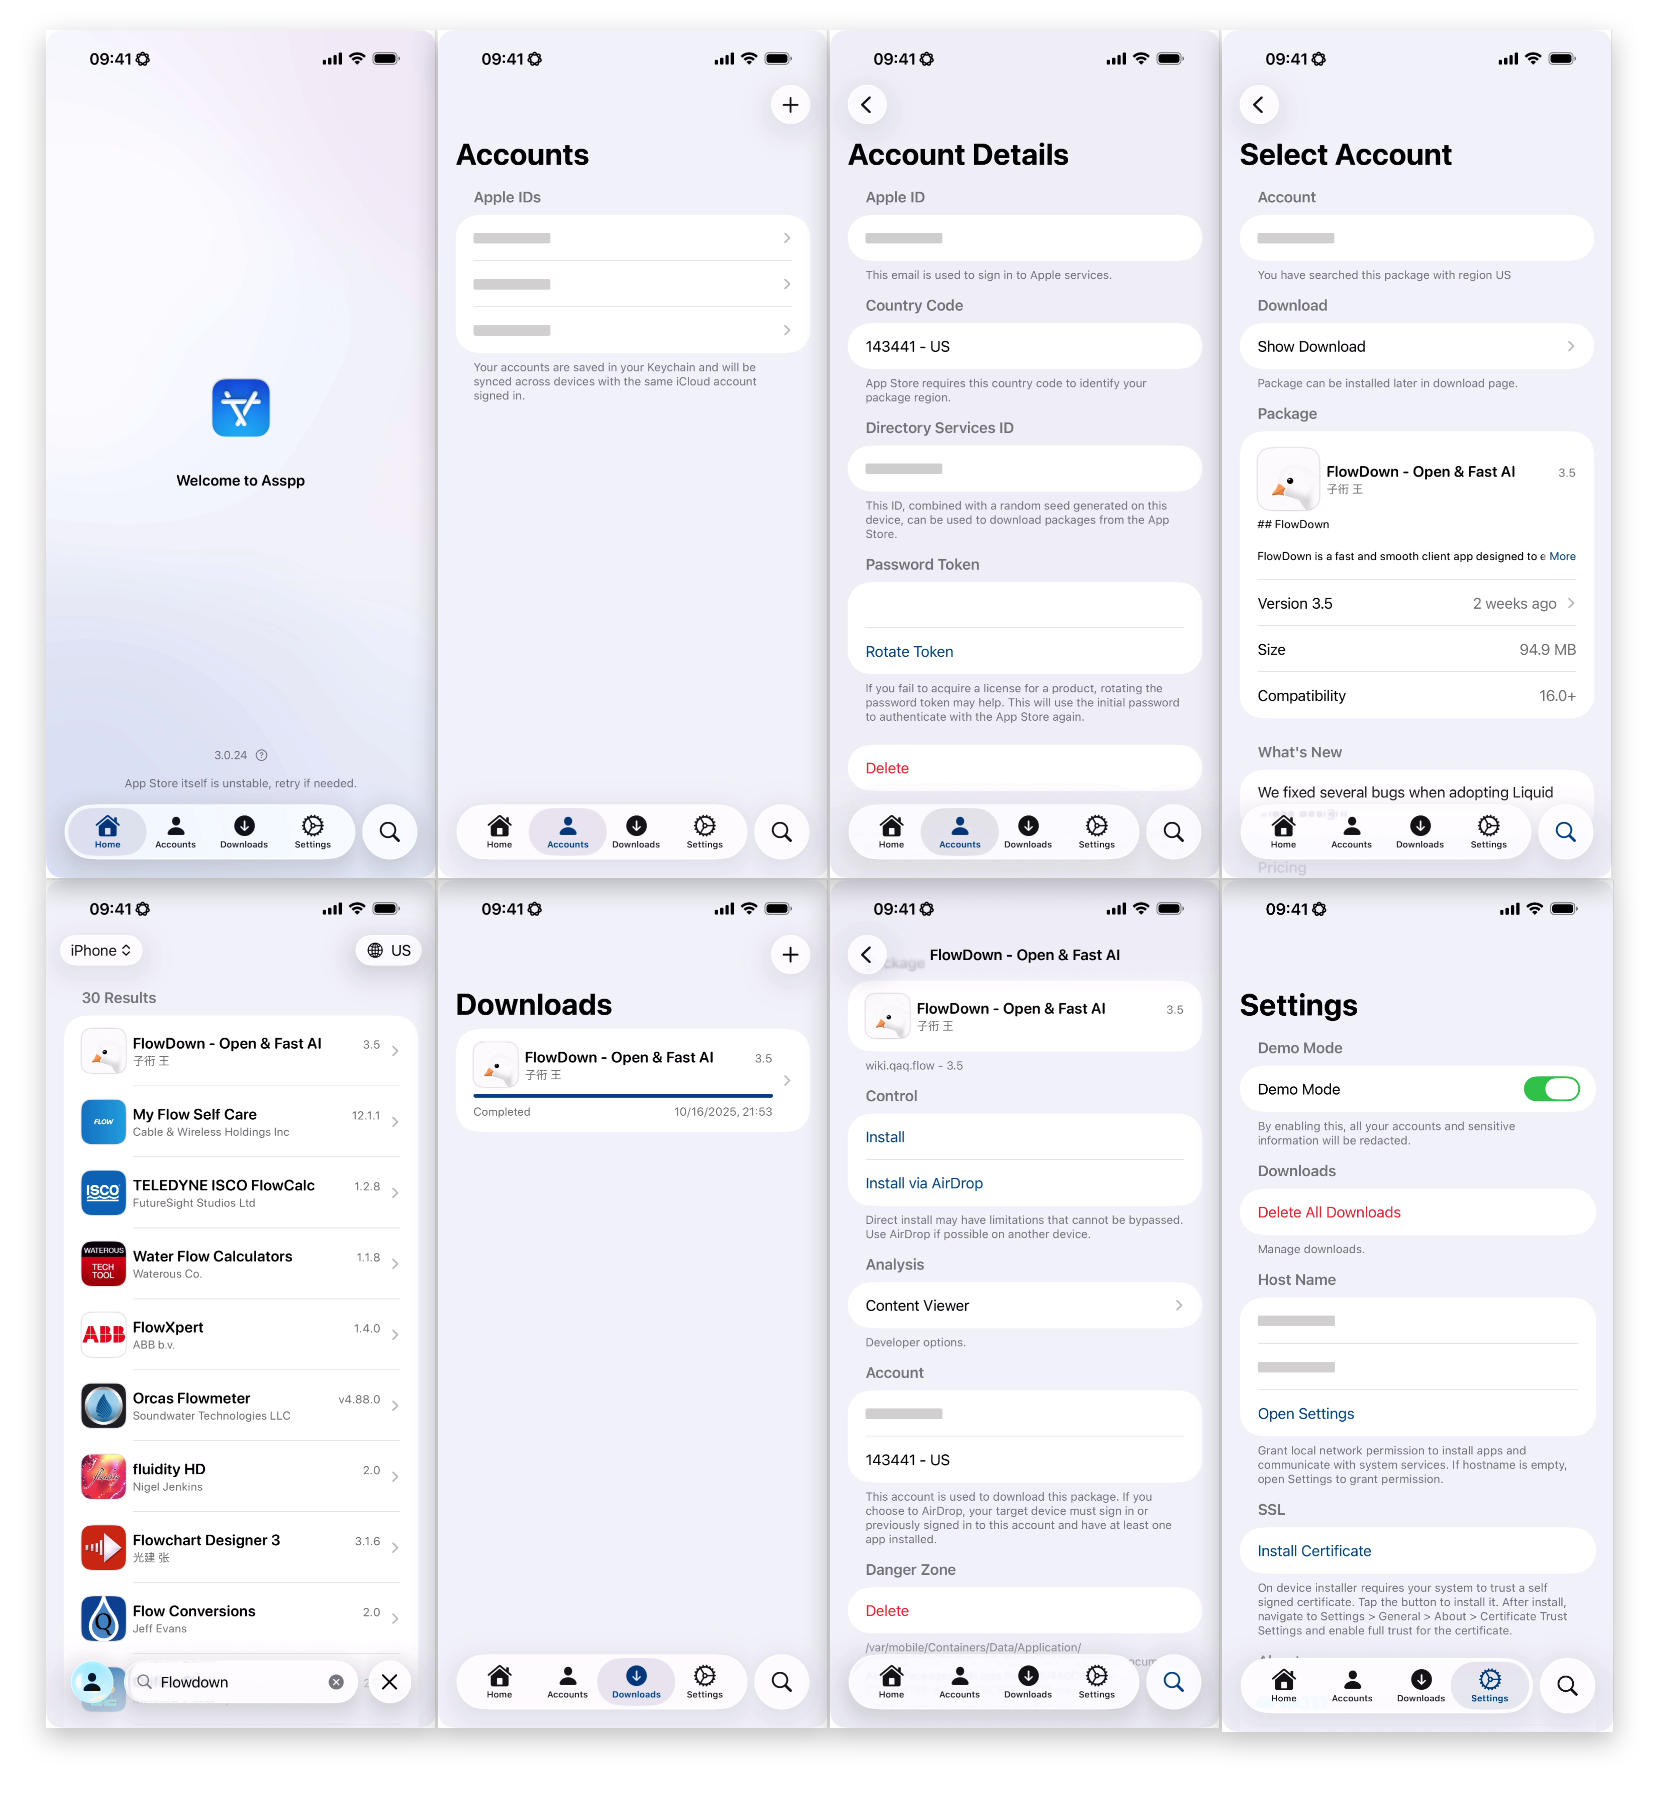 09:41
Welcome to Asspp
3.0.24
App Store itself is unstable, retry if needed.
Home
Accounts
Downloads
Settings
09:41
Accounts
Apple IDs
Your accounts are saved in your Keychain and will be
synced across devices with the same iCloud account
signed in.
Home
Accounts
Downloads
Settings
09:41
Account Details
Apple ID
This email is used to sign in to Apple services.
Country Code
143441 - US
App Store requires this country code to identify your
package region.
Directory Services ID
This ID, combined with a random seed generated on this
device, can be used to download packages from the App
Store.
Password Token
Rotate Token
If you fail to acquire a license for a product, rotating the
password token may help. This will use the initial password
to authenticate with the App Store again.
Delete
Home
Accounts
Downloads
Settings
09:41
Select Account
Account
You have searched this package with region US
Download
Show Download
Package can be installed later in download page.
Package
FlowDown - Open & Fast AI 3.5
子衎 王
## FlowDown
FlowDown is a fast and smooth client app designed to e More
Version 3.5 2 weeks ago
Size 94.9 MB
Compatibility 16.0+
What's New
We fixed several bugs when adopting Liquid
Pricing
Home
Accounts
Downloads
Settings
09:41
iPhone
US
30 Results
FlowDown - Open & Fast AI 3.5
子衎 王
FLOW
My Flow Self Care 12.1.1
Cable & Wireless Holdings Inc
ISCO
TELEDYNE ISCO FlowCalc 1.2.8
FutureSight Studios Ltd
WATEROUS
TECH
TOOL
Water Flow Calculators 1.1.8
Waterous Co.
ABB
FlowXpert 1.4.0
ABB b.v.
Orcas Flowmeter v4.88.0
Soundwater Technologies LLC
fluidity HD 2.0
Nigel Jenkins
Flowchart Designer 3 3.1.6
光建 张
Q
Flow Conversions 2.0
Jeff Evans
Flowdown
09:41
Downloads
FlowDown - Open & Fast AI 3.5
子衎 王
Completed 10/16/2025, 21:53
Home
Accounts
Downloads
Settings
09:41
FlowDown - Open & Fast AI
FlowDown - Open & Fast AI 3.5
子衎 王
wiki.qaq.flow - 3.5
Control
Install
Install via AirDrop
Direct install may have limitations that cannot be bypassed.
Use AirDrop if possible on another device.
Analysis
Content Viewer
Developer options.
Account
143441 - US
This account is used to download this package. If you
choose to AirDrop, your target device must sign in or
previously signed in to this account and have at least one
app installed.
Danger Zone
Delete
/var/mobile/Containers/Data/Application/
Home
Accounts
Downloads
Settings
09:41
Settings
Demo Mode
Demo Mode
By enabling this, all your accounts and sensitive
information will be redacted.
Downloads
Delete All Downloads
Manage downloads.
Host Name
Open Settings
Grant local network permission to install apps and
communicate with system services. If hostname is empty,
open Settings to grant permission.
SSL
Install Certificate
On device installer requires your system to trust a self
signed certificate. Tap the button to install it. After install,
navigate to Settings > General > About > Certificate Trust
Settings and enable full trust for the certificate.
Home
Accounts
Downloads
Settings